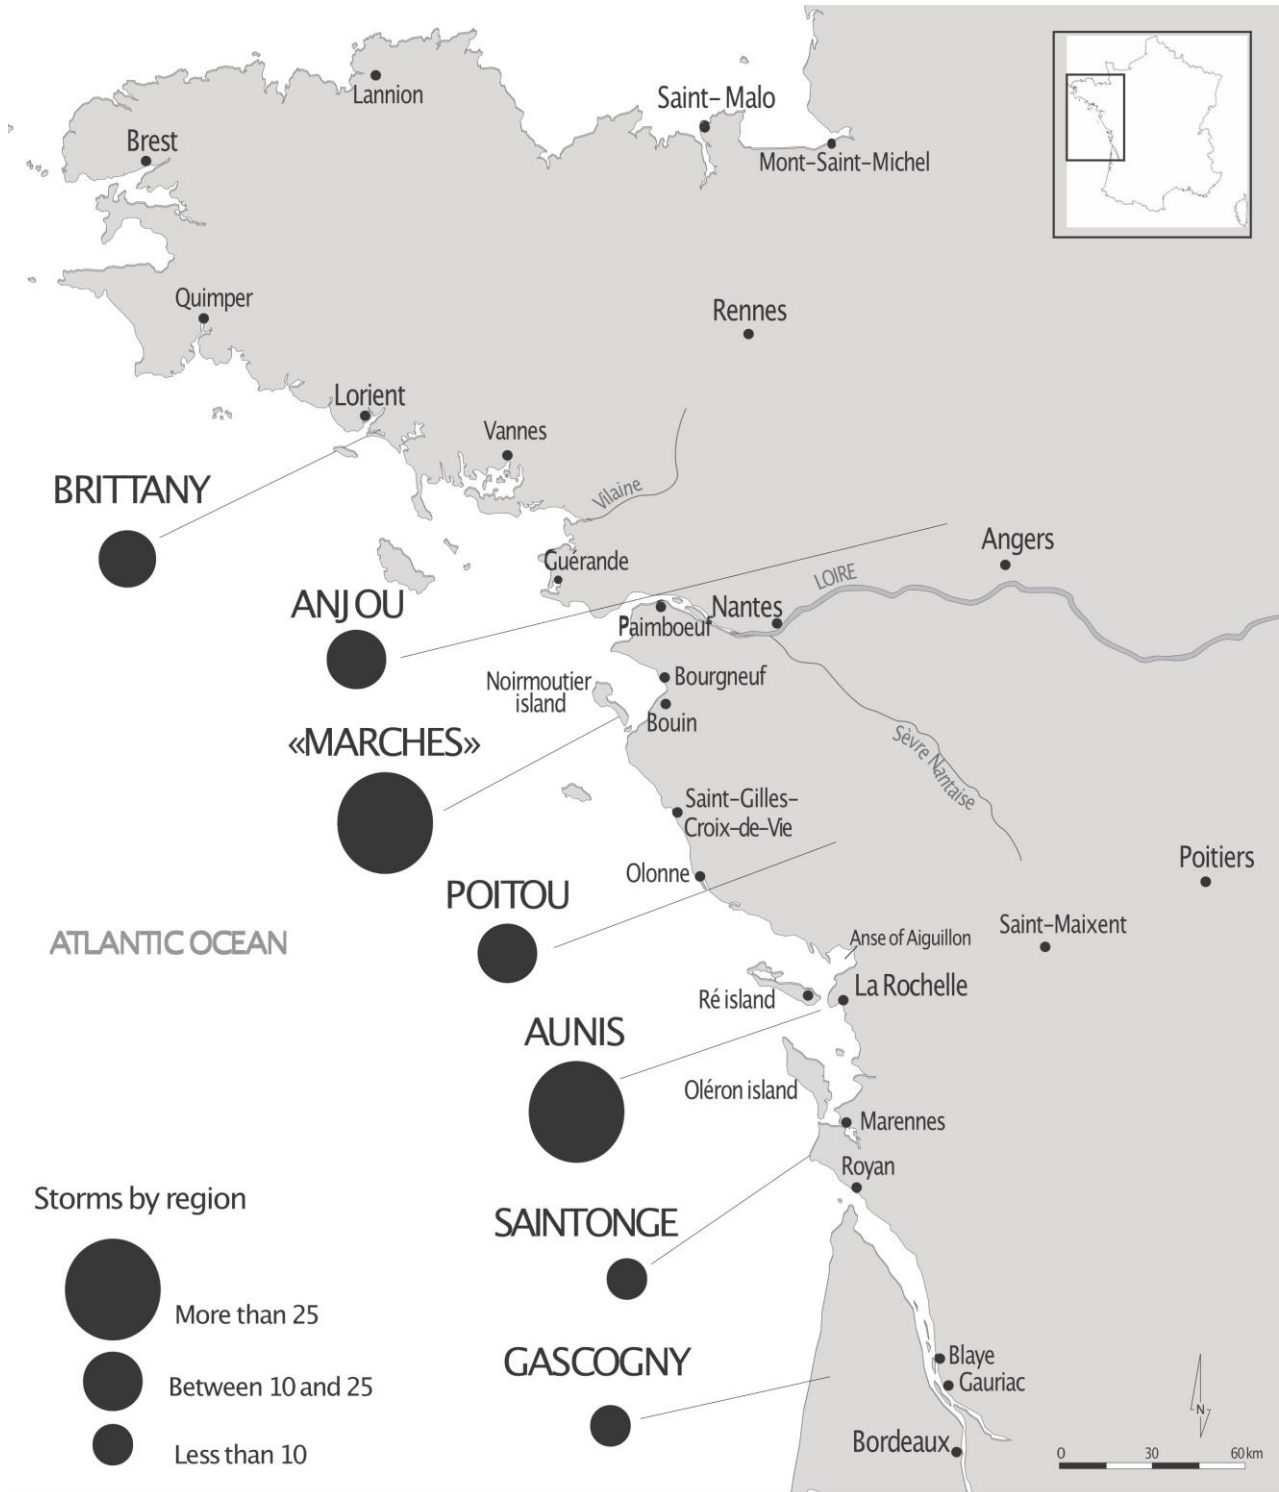 Lannion
Saint-Malo
Brest
Mont-Saint-Michel
Quimper
Rennes
Lorient
Vannes
BRITTANY
Vilaine
Angers
Guérande
LOIRE
ANJOU
Nantes
Paimboeuf
Bourgneuf
Noirmoutier
island
Bouin
«MARCHES»
Sèvre Nantaise
Saint-Gilles-
Croix-de-Vie
Poitiers
Olonne
POITOU
Saint-Maixent
ATLANTIC OCEAN
Anse of Aiguillon
La Rochelle
Ré island
AUNIS
Oléron island
Marennes
Royan
Storms by region
SAINTONGE
More than 25
GASCOGNY
Blaye
Between 10 and 25
Gauriac
N
Bordeaux
Less than 10
0 30 60 km